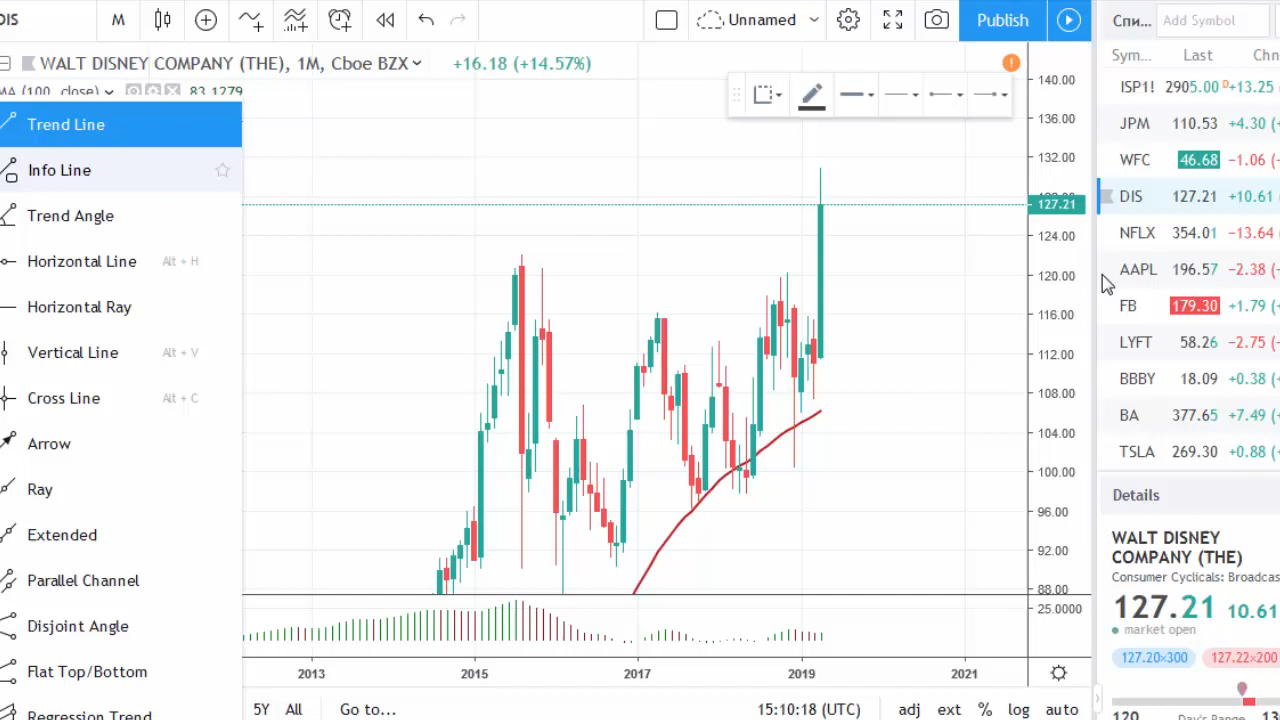 DIS M Unnamed Publish Спи... Add Symbol
WALT DISNEY COMPANY (THE), 1M, Cboe BZX +16.18 (+14.57%)
MA (100, close) 83.1279
Trend Line
Info Line
Trend Angle
Horizontal Line Alt + H
Horizontal Ray
Vertical Line Alt + V
Cross Line Alt + C
Arrow
Ray
Extended
Parallel Channel
Disjoint Angle
Flat Top/Bottom
Regression Trend
140.00
136.00
132.00
127.21
124.00
120.00
116.00
112.00
108.00
104.00
100.00
96.00
92.00
88.00
25.0000
2013 2015 2017 2019 2021
5Y All Go to... 15:10:18 (UTC) adj ext % log auto
Sym... Last Chn
ISP1! 2905.00 D +13.25
JPM 110.53 +4.30 (+
WFC 46.68 −1.06 (−
DIS 127.21 +10.61
NFLX 354.01 −13.64
AAPL 196.57 −2.38 (−
FB 179.30 +1.79 (+
LYFT 58.26 −2.75 (−
BBBY 18.09 +0.38 (+
BA 377.65 +7.49 (+
TSLA 269.30 +0.88 (+
Details
WALT DISNEY
COMPANY (THE)
Consumer Cyclicals: Broadcas
127.21 10.61
market open
127.20×300 127.22×200
120 Day's Range 13